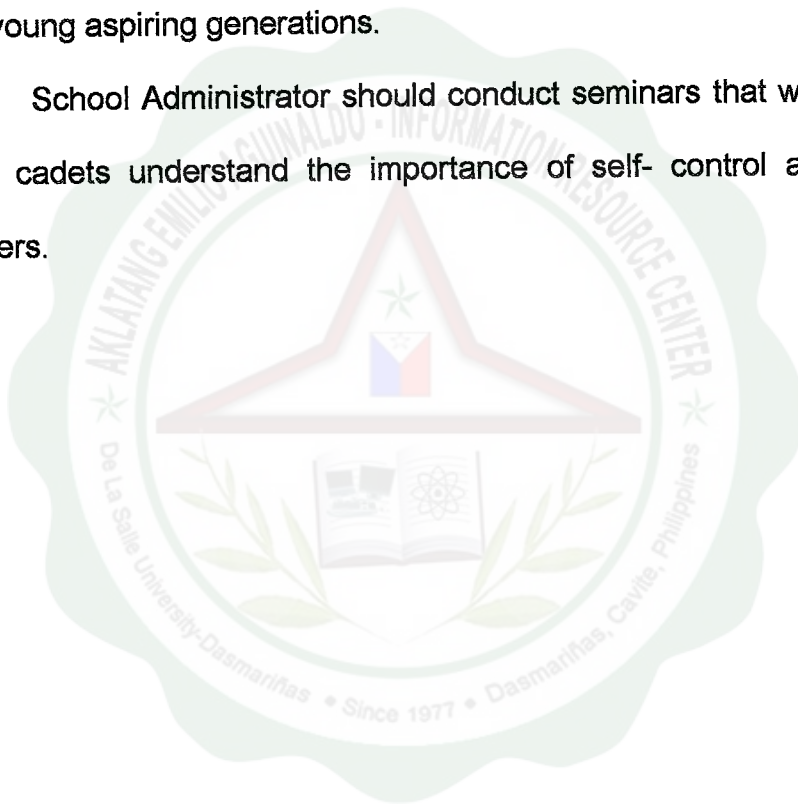 young aspiring generations.
School Administrator should conduct seminars that
cadets understand the importance of self- control
AKLATANG EMILIO AGUINALDO - INFORMATION RESOURCE CENTER
De La Salle University-Dasmariñas • Since 1977 • Dasmariñas, Cavite, Philippines